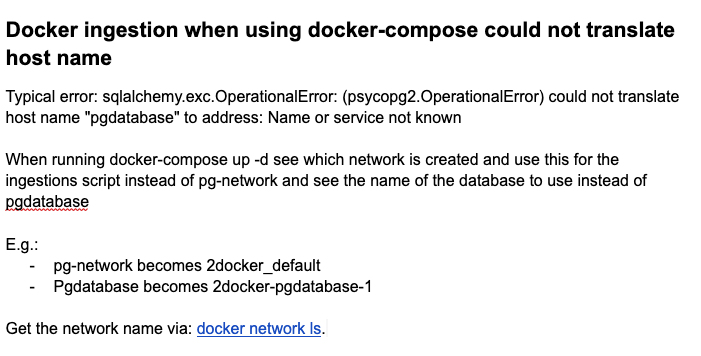 Docker ingestion when using docker-compose could not translate
host name
Typical error: sqlalchemy.exc.OperationalError: (psycopg2.OperationalError) could not translate
host name "pgdatabase" to address: Name or service not known
When running docker-compose up -d see which network is created and use this for the
ingestions script instead of pg-network and see the name of the database to use instead of
pgdatabase
E.g.:
- pg-network becomes 2docker_default
- Pgdatabase becomes 2docker-pgdatabase-1
Get the network name via: docker network ls.